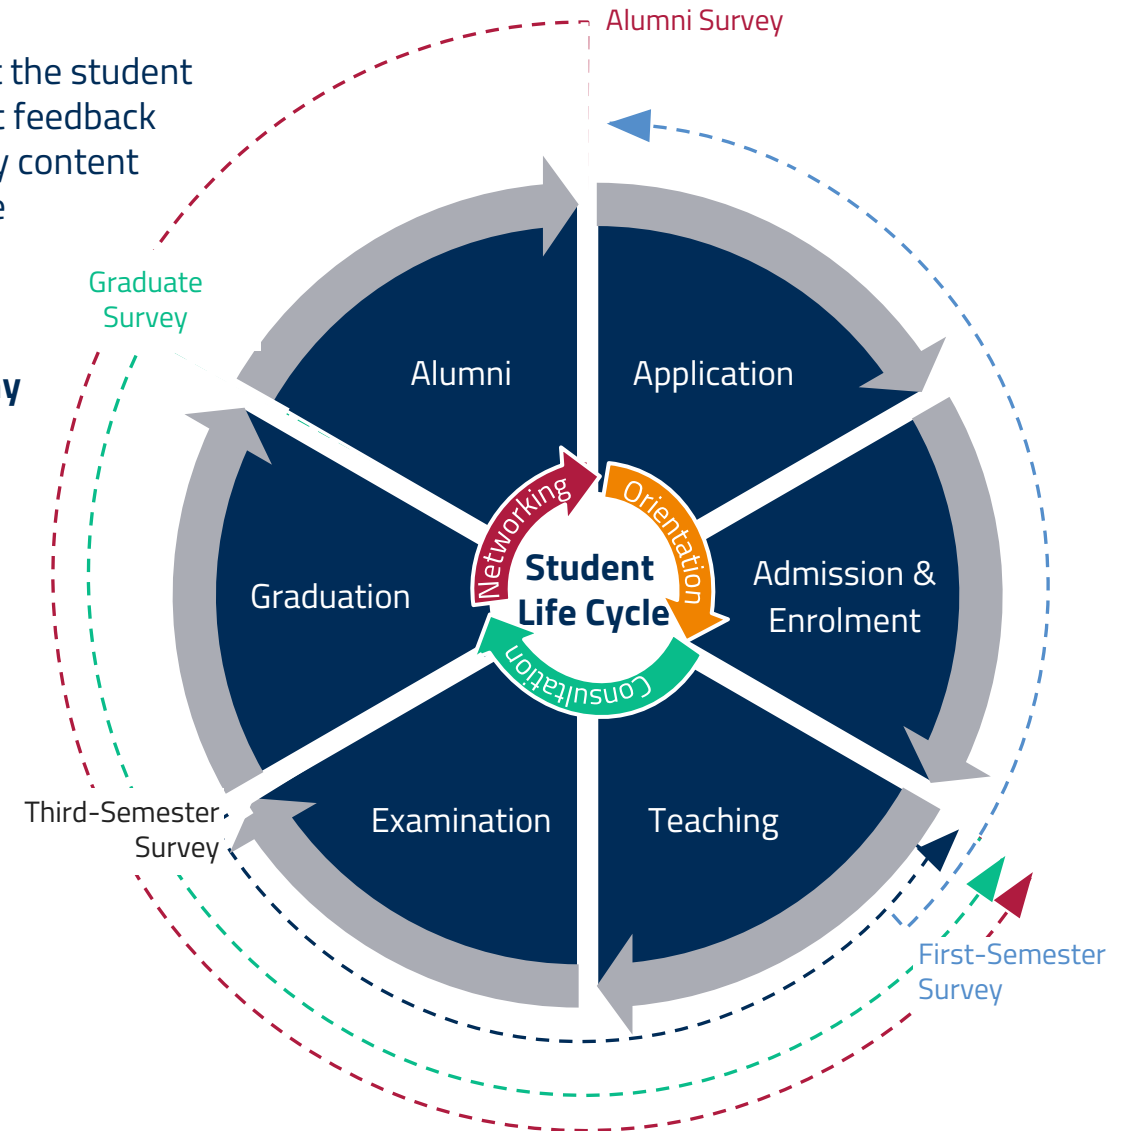 Alumni Survey
the student
feedback
content
Graduate
Survey
Alumni
Application
Networking
Orientation
Student
Life Cycle
Consultation
Graduation
Admission &
Enrolment
Third-Semester
Survey
Examination
Teaching
First-Semester
Survey